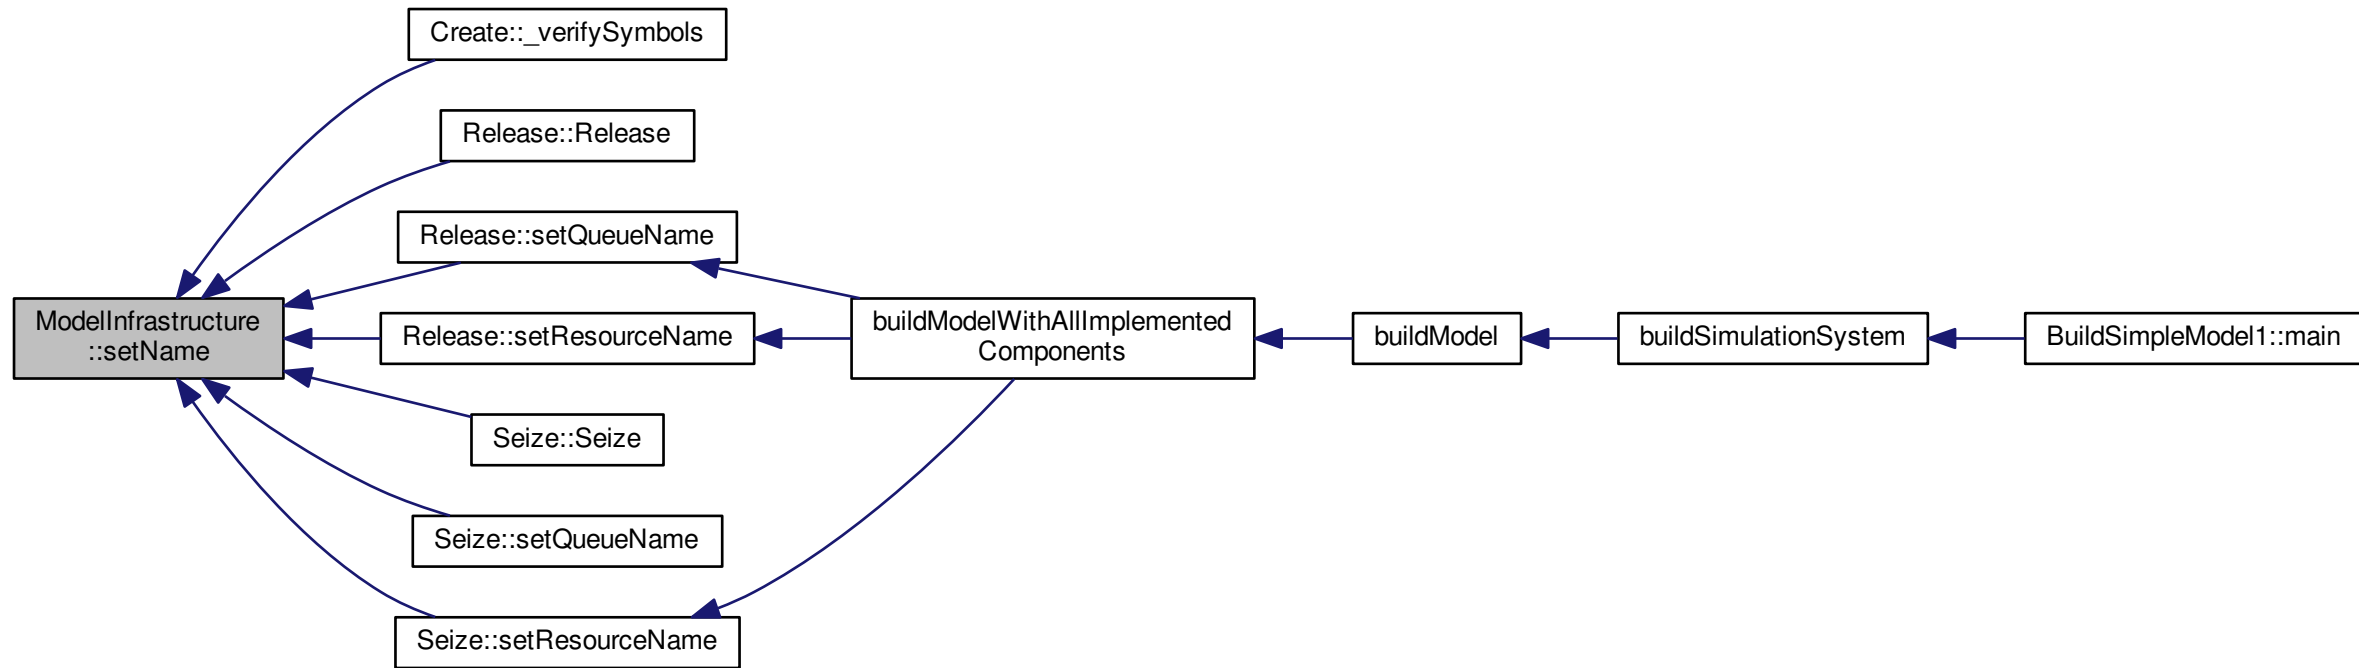 Create::_verifySymbols
Release::Release
Release::setQueueName
ModelInfrastructure
::setName
Release::setResourceName
buildModelWithAllImplemented
Components
buildModel
buildSimulationSystem
BuildSimpleModel1::main
Seize::Seize
Seize::setQueueName
Seize::setResourceName